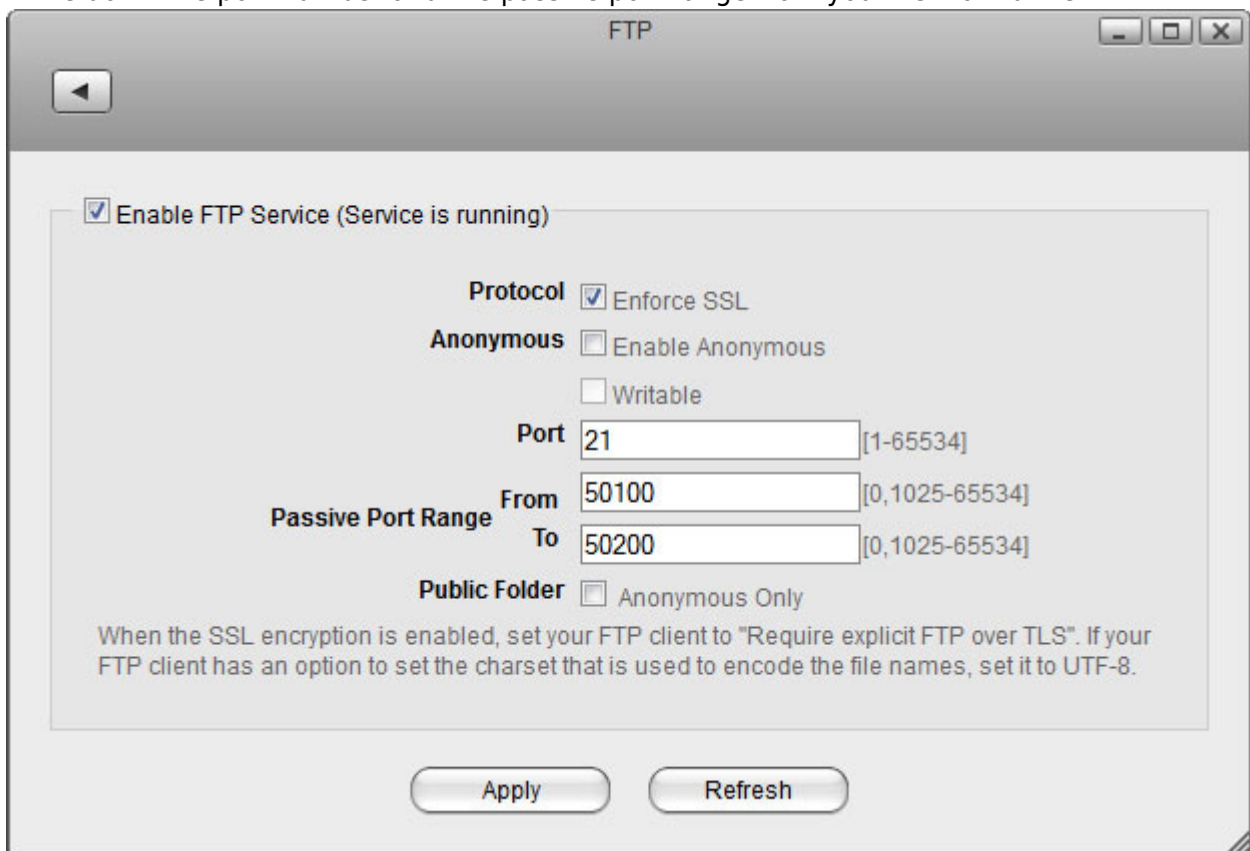 FTP
Enable FTP Service (Service is running)
Protocol Enforce SSL
Anonymous Enable Anonymous
Writable
Port 21 [1-65534]
Passive Port Range From 50100 [0,1025-65534]
To 50200 [0,1025-65534]
Public Folder Anonymous Only
When the SSL encryption is enabled, set your FTP client to "Require explicit FTP over TLS". If your
FTP client has an option to set the charset that is used to encode the file names, set it to UTF-8.
Apply Refresh